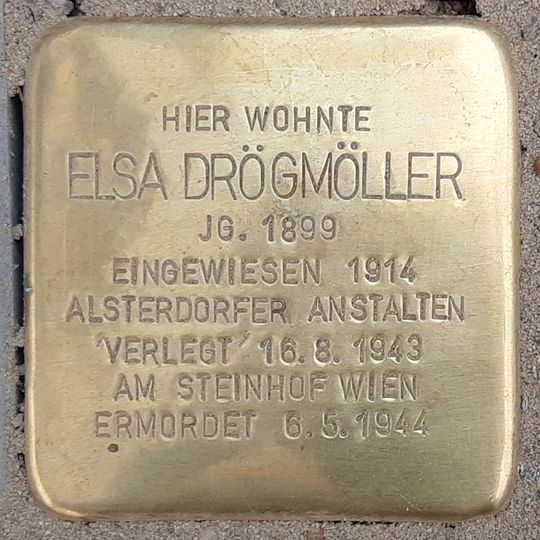 HIER WOHNTE
ELSA DRÖGMÖLLER
JG. 1899
EINGEWIESEN 1914
ALSTERDORFER ANSTALTEN
'VERLEGT' 16.8.1943
AM STEINHOF WIEN
ERMORDET 6.5.1944